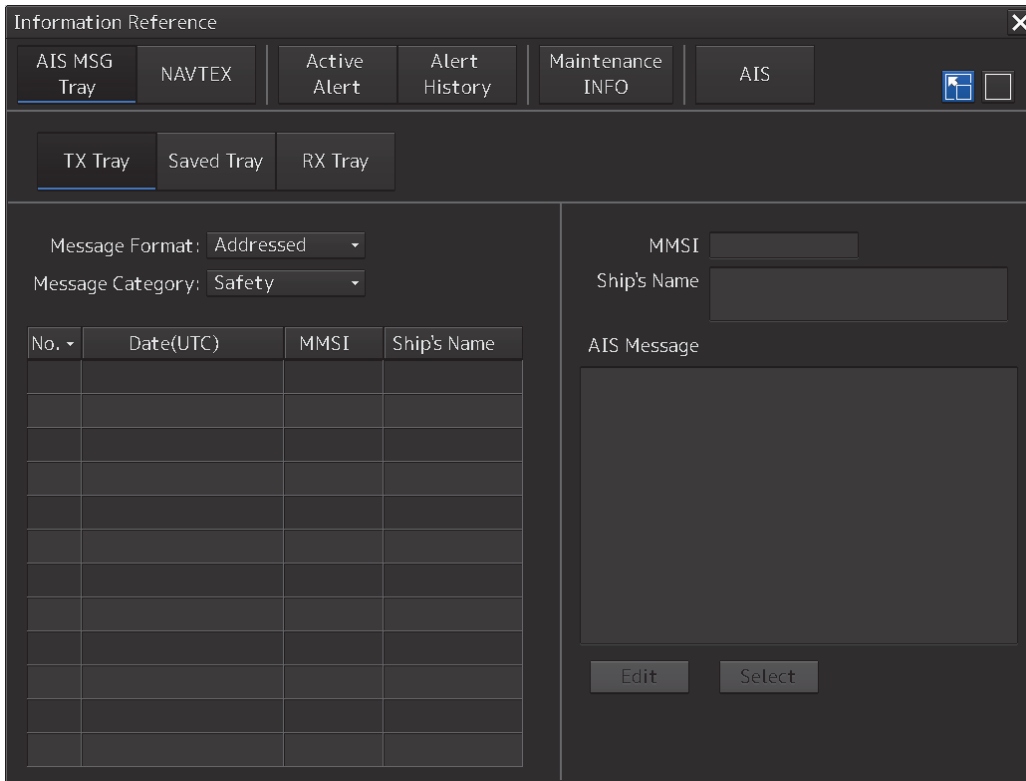 Information Reference
AIS MSG
Tray
NAVTEX
Active
Alert
Alert
History
Maintenance
INFO
AIS
TX Tray
Saved Tray
RX Tray
Message Format: Addressed
Message Category: Safety
No. Date(UTC) MMSI Ship's Name
MMSI
Ship's Name
AIS Message
Edit
Select